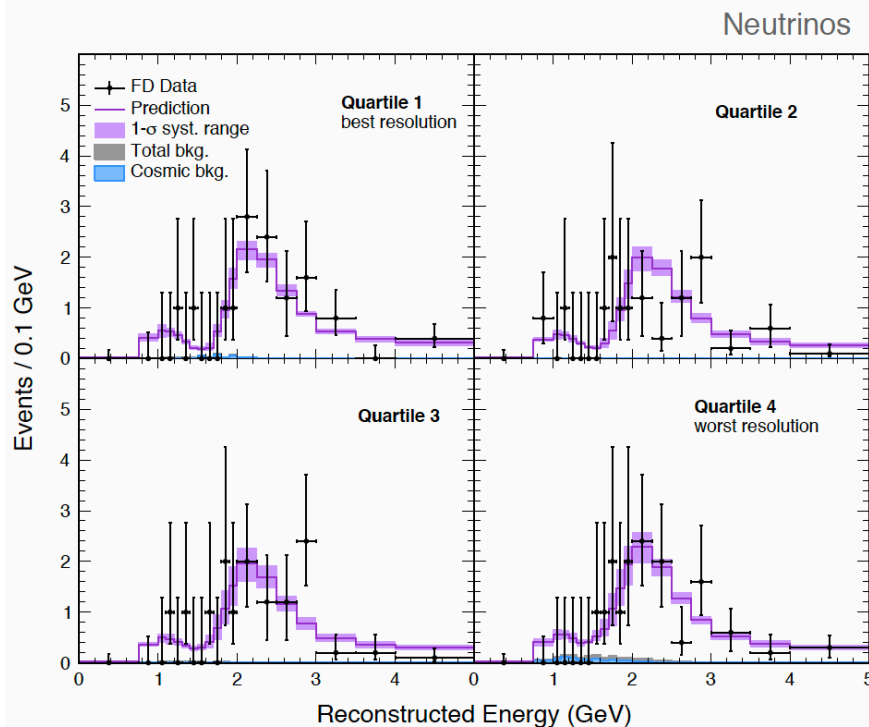 Neutrinos
FD Data
Prediction
1-σ syst. range
Total bkg.
Cosmic bkg.
Quartile 1
best resolution
Quartile 2
5
4
3
2
1
0
Events / 0.1 GeV
Quartile 3
Quartile 4
worst resolution
5
4
3
2
1
0
0 1 2 3 4 1 2 3 4 5
Reconstructed Energy (GeV)